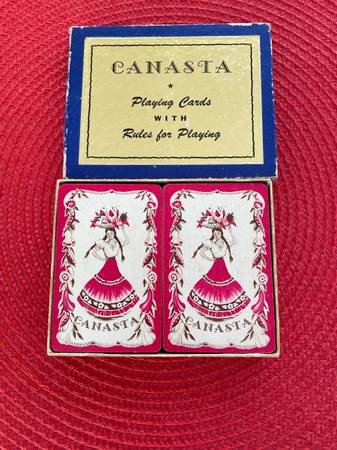 CANASTA
Playing Cards
WITH
Rules for Playing
CANASTA
CANASTA